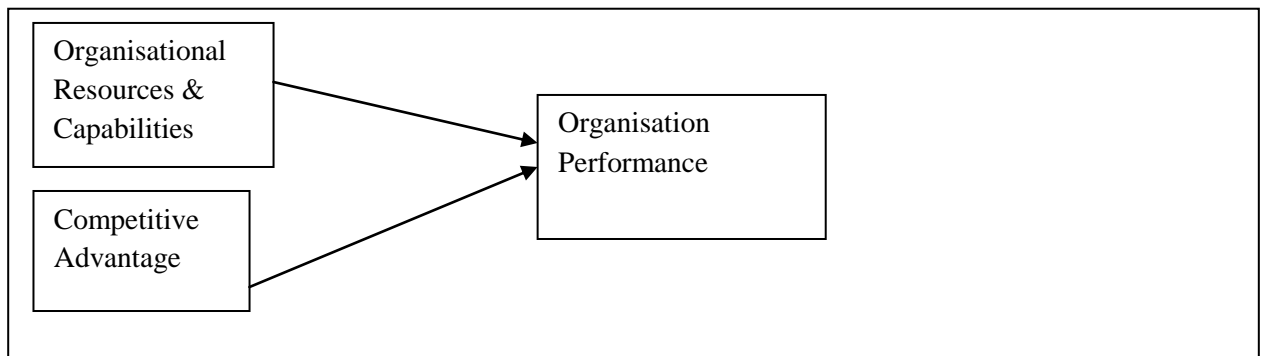 Organisational
Resources &
Capabilities
Organisation
Performance
Competitive
Advantage